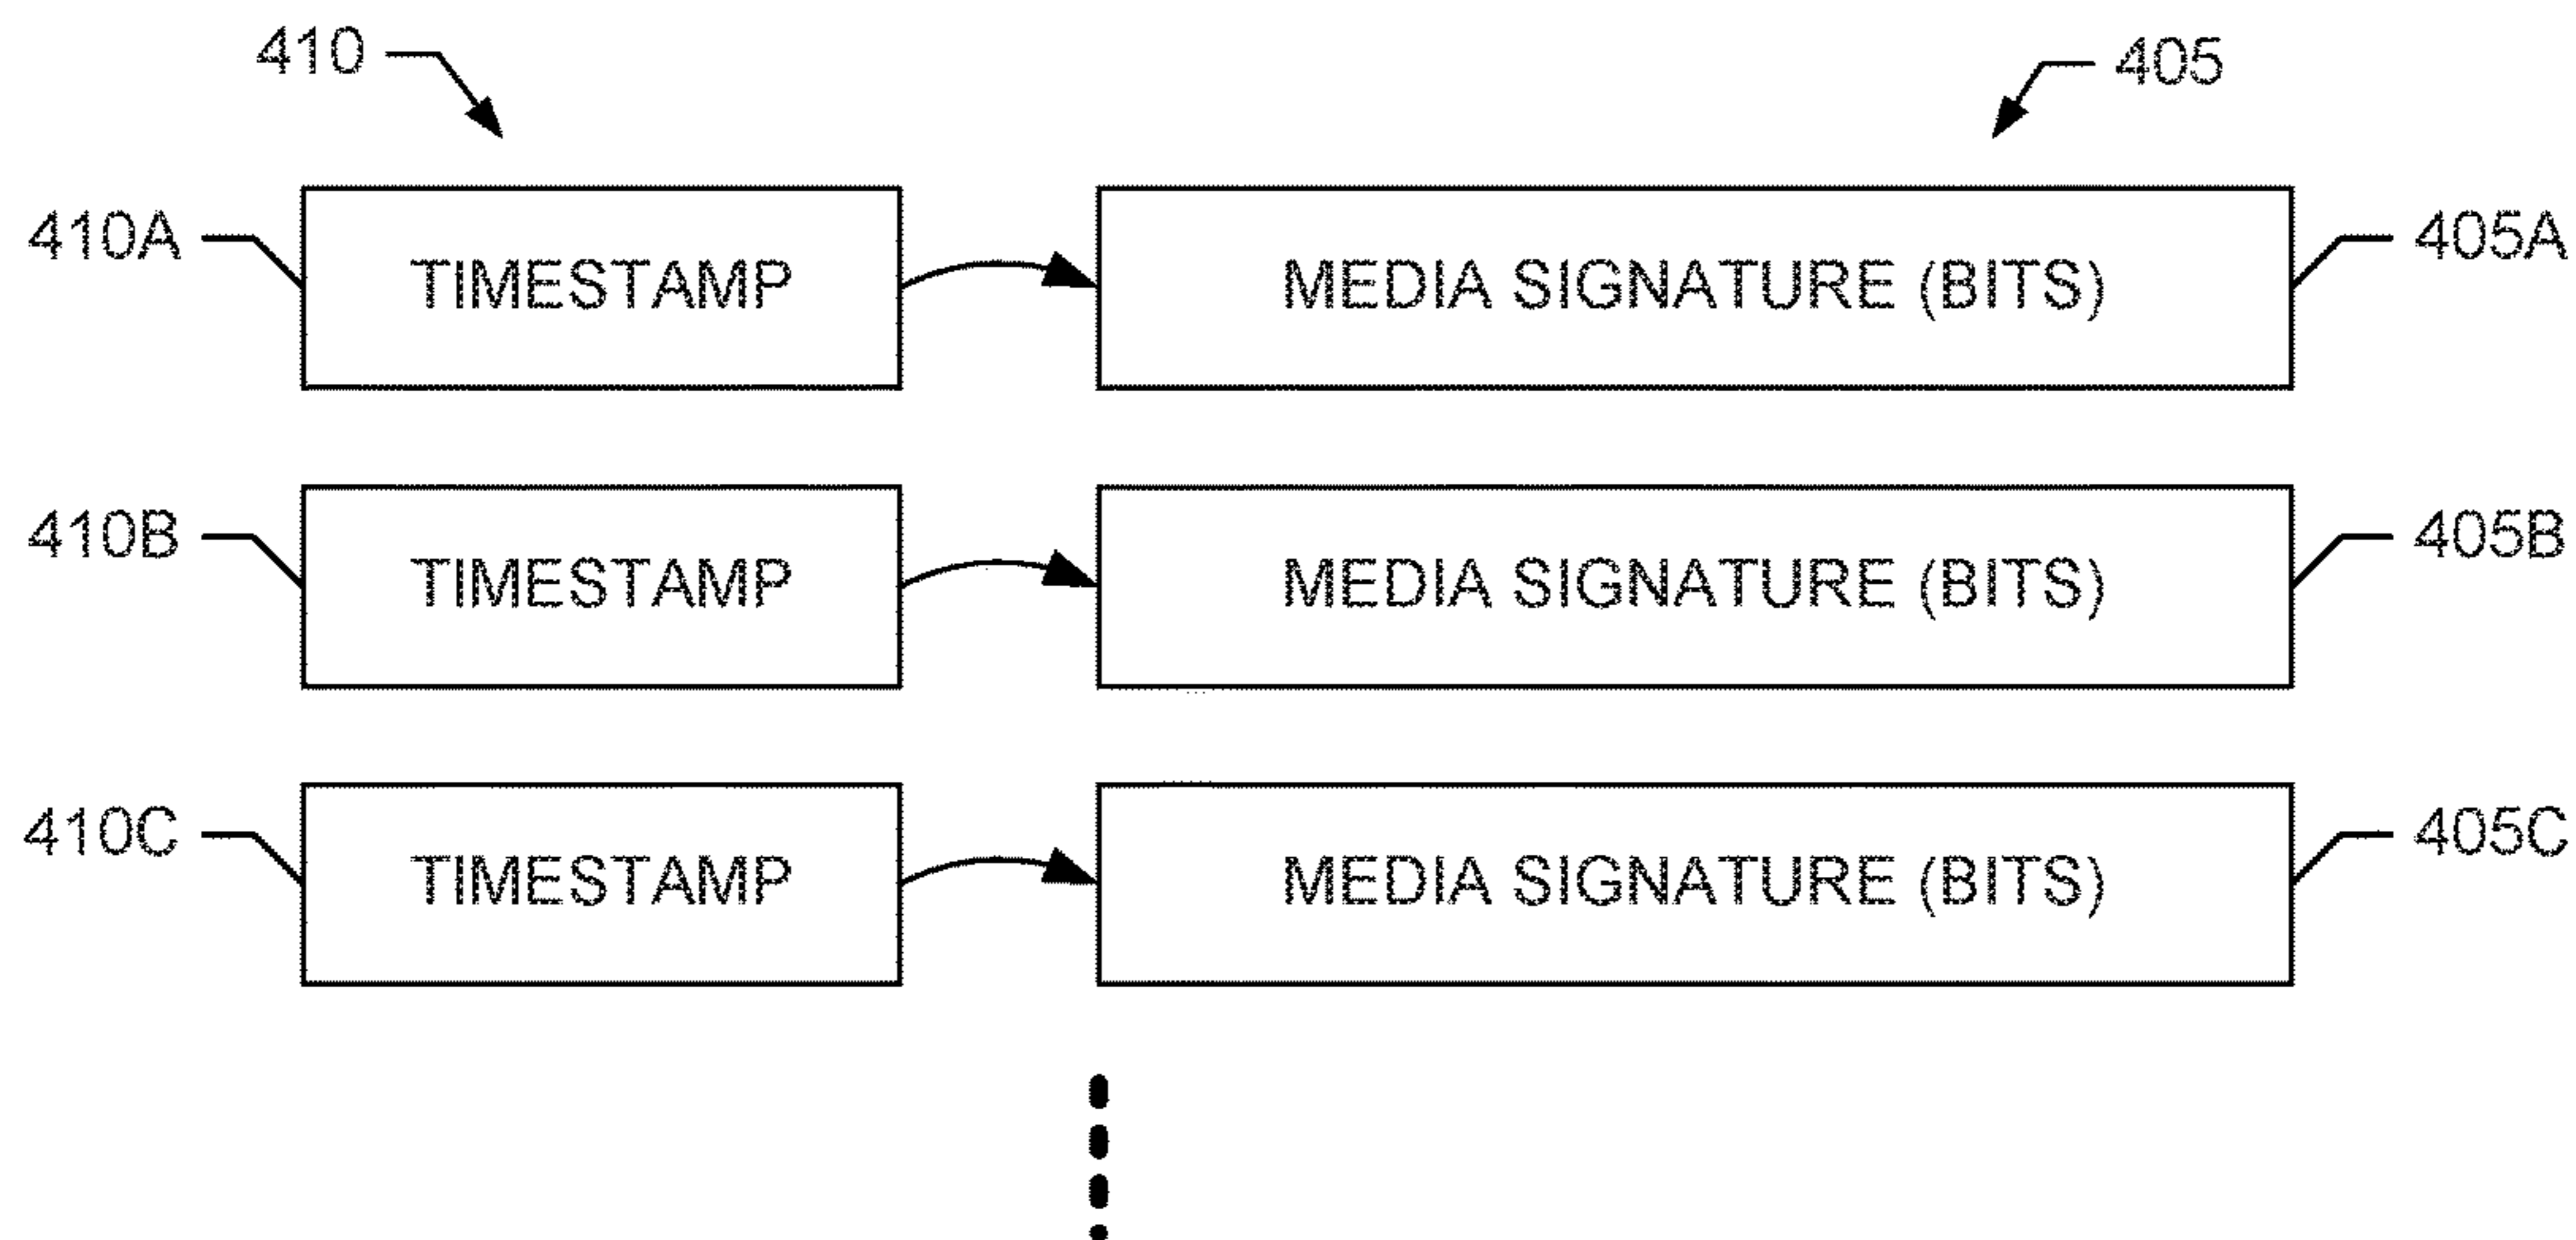 410 405
410A TIMESTAMP MEDIA SIGNATURE (BITS) 405A
410B TIMESTAMP MEDIA SIGNATURE (BITS) 405B
410C TIMESTAMP MEDIA SIGNATURE (BITS) 405C